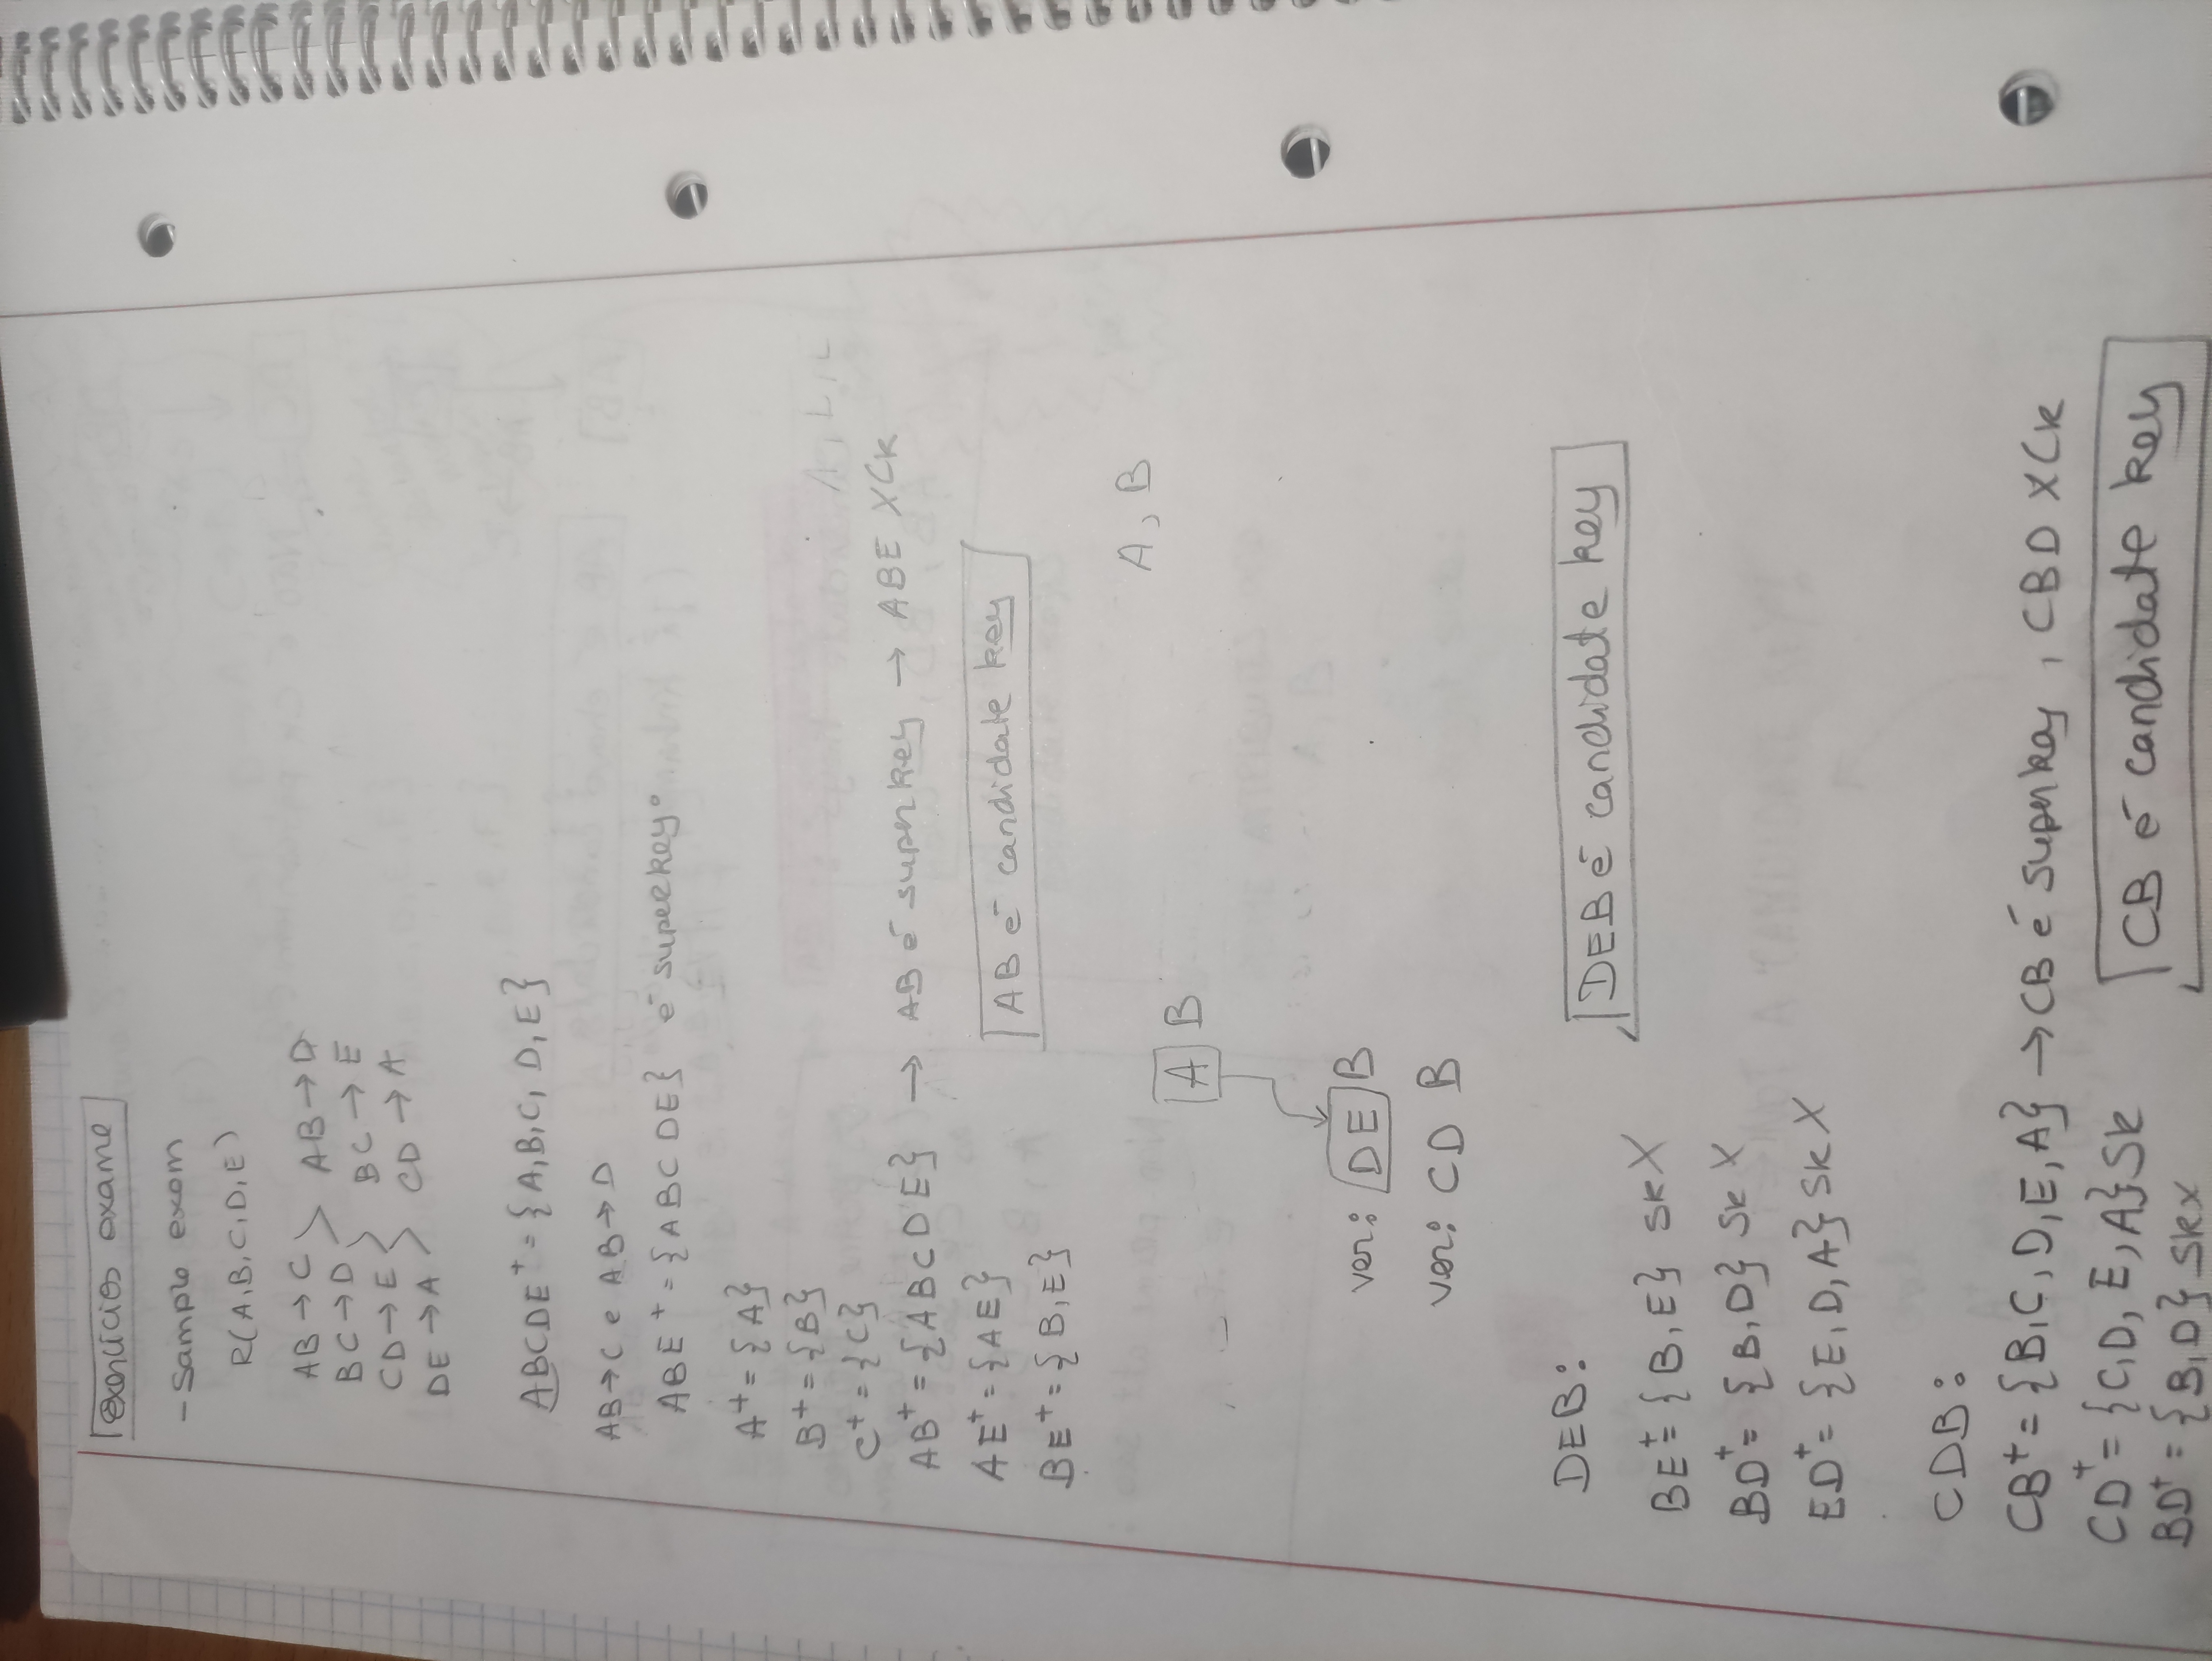 exercícios exame
- Sample exam
R(A,B,C,D,E)
AB → C
AB → D
BC → D
BC → E
CD → E
CD → A
DE → A
ABCDE⁺ = {A,B,C, D,E}
AB → C e AB → D
ABE⁺ = {ABCDE} é superkey.
A⁺ = {A}
B⁺ = {B}
C⁺ = {C}
AB⁺ = {ABCDE} → AB é superkey → ABE X CK
AE⁺ = {AE}
AB é candidate key
BE⁺ = {B,E}
A, B
A B
ver: DE B
ver: CD B
DEB:
DEB é candidate key
BE⁺ = {B,E} SK X
BD⁺ = {B,D} SK X
ED⁺ = {E,D,A} SK X
CDB:
CB⁺ = {B,C,D,E,A} → CB é superkey, CBD X CK
CD⁺ = {C,D,E,A} SK
CB é candidate key
BD⁺ = {B,D} SK X